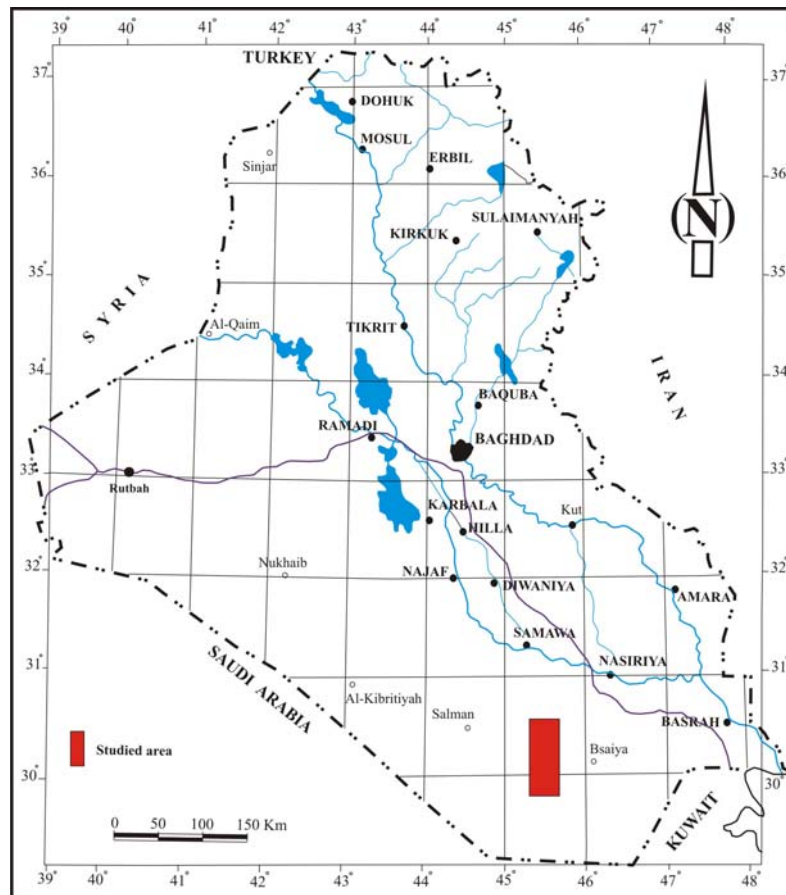 39° 40° 41° 42° 43° 44° 45° 46° 47° 48°
TURKEY
37° 37°
DOHUK
MOSUL
ERBIL
Sinjar
36° 36°
(N)
SULAIMANYAH
KIRKUK
35° 35°
SYRIA
Al-Qaim
TIKRIT
IRAN
34° 34°
BAQUBA
RAMADI
BAGHDAD
33° 33°
Rutbah
KARBALA
Kut
HILLA
Nukhaib
32° 32°
NAJAF
DIWANIYA
AMARA
SAMAWA
SAUDI ARABIA
NASIRIYA
31° 31°
Al-Kibritiyah
Salman
BASRAH
Studied area
Bsaiya
30° 30°
KUWAIT
0 50 100 150 Km
39° 40° 41° 42° 43° 44° 45° 46° 47° 48°